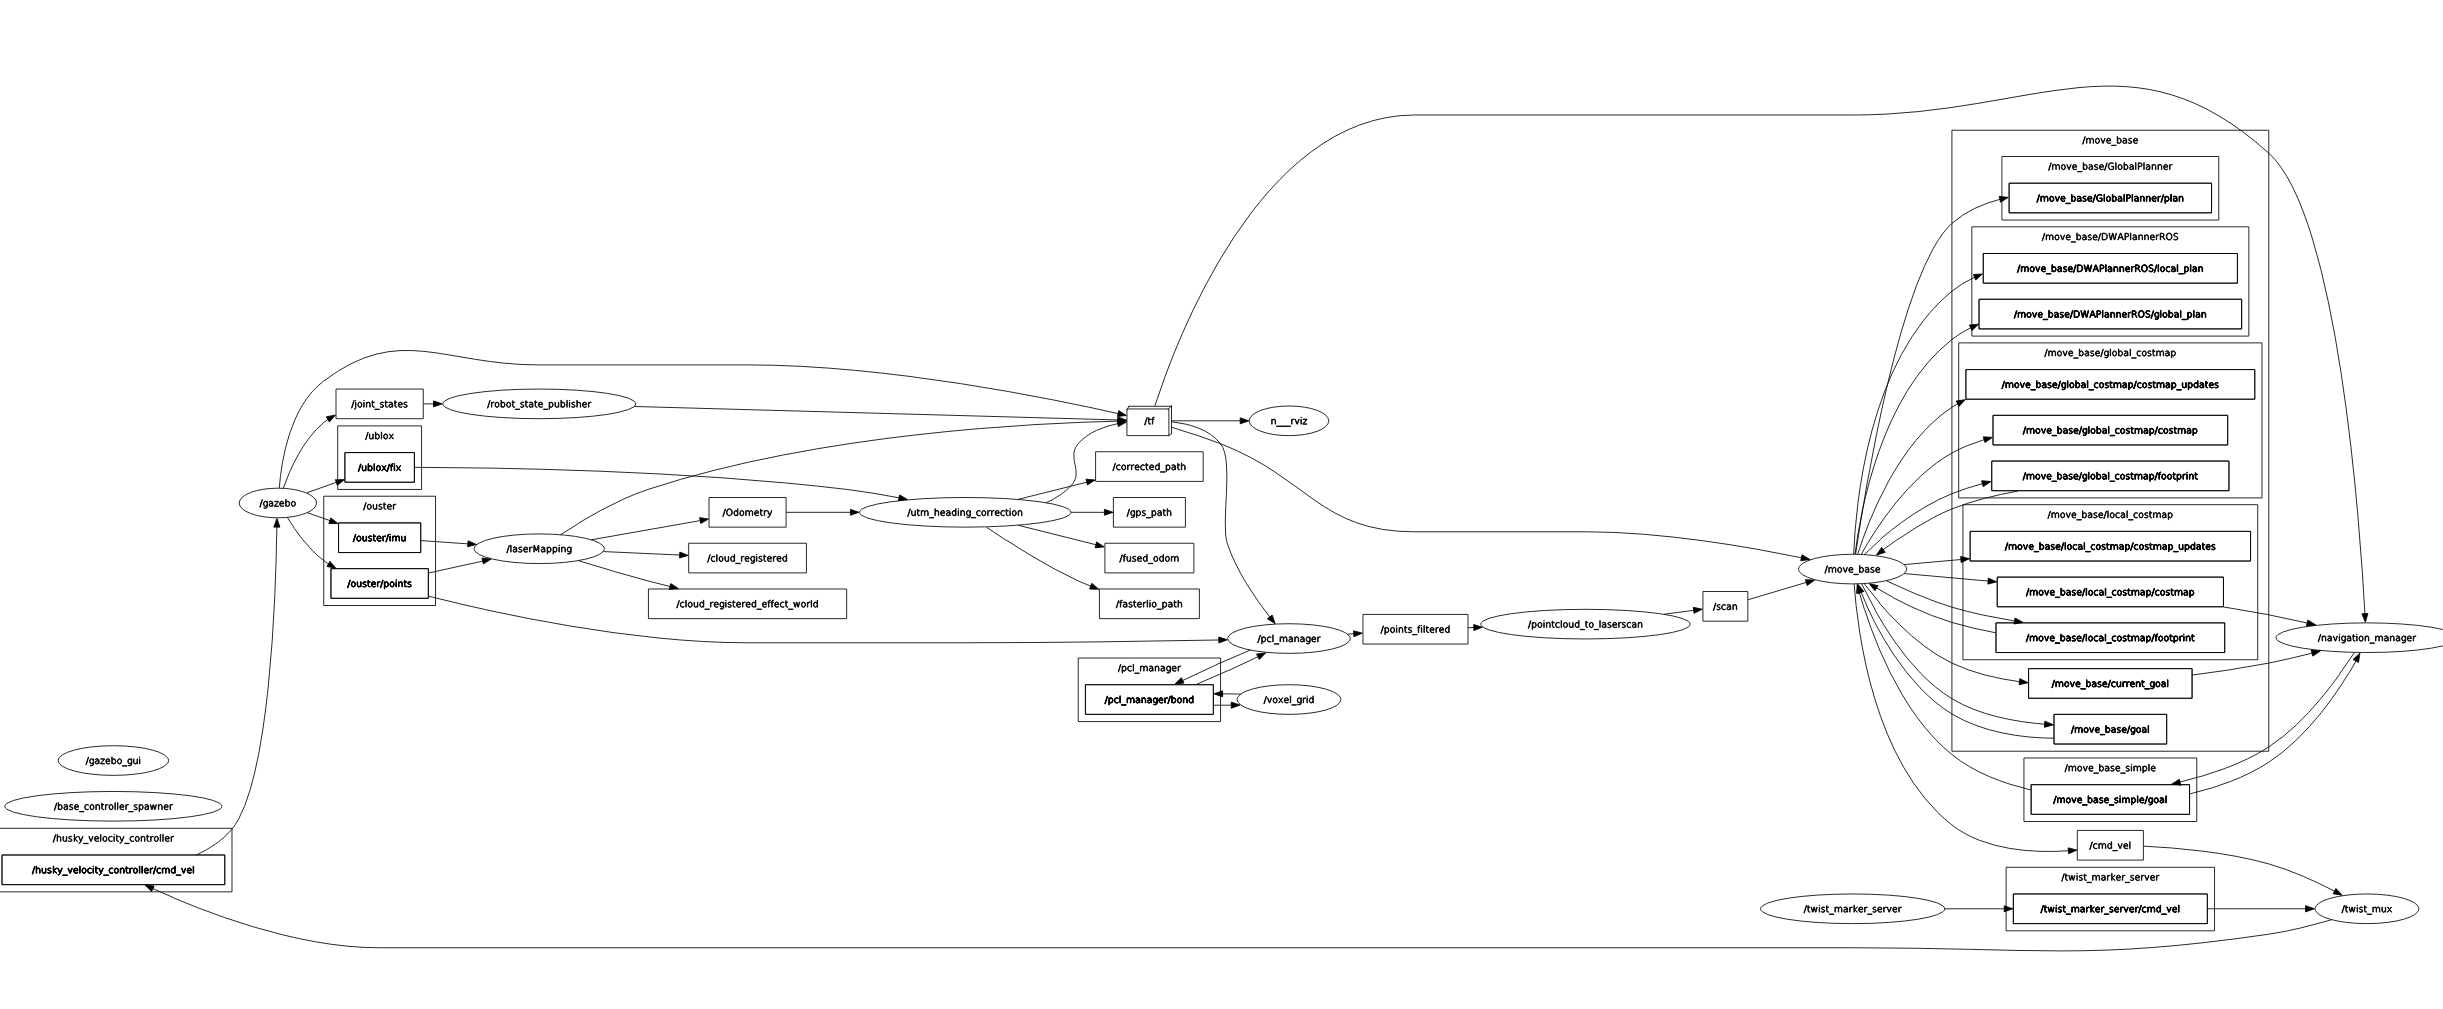 /move_base
/move_base/GlobalPlanner
/move_base/GlobalPlanner/plan
/move_base/DWAPlannerROS
/move_base/DWAPlannerROS/local_plan
/move_base/DWAPlannerROS/global_plan
/move_base/global_costmap
/move_base/global_costmap/costmap_updates
/move_base/global_costmap/costmap
/move_base/global_costmap/footprint
/move_base/local_costmap
/move_base/local_costmap/costmap_updates
/move_base/local_costmap/costmap
/move_base/local_costmap/footprint
/move_base/current_goal
/move_base/goal
/move_base_simple
/move_base_simple/goal
/cmd_vel
/twist_marker_server
/twist_marker_server/cmd_vel
/twist_marker_server
/twist_mux
/navigation_manager
/move_base
/scan
/pointcloud_to_laserscan
/points_filtered
/pcl_manager
/pcl_manager
/pcl_manager/bond
/voxel_grid
/tf
n___rviz
/corrected_path
/gps_path
/fused_odom
/fasterlio_path
/utm_heading_correction
/Odometry
/cloud_registered
/cloud_registered_effect_world
/laserMapping
/robot_state_publisher
/joint_states
/ublox
/ublox/fix
/ouster
/ouster/imu
/ouster/points
/gazebo
/gazebo_gui
/base_controller_spawner
/husky_velocity_controller
/husky_velocity_controller/cmd_vel